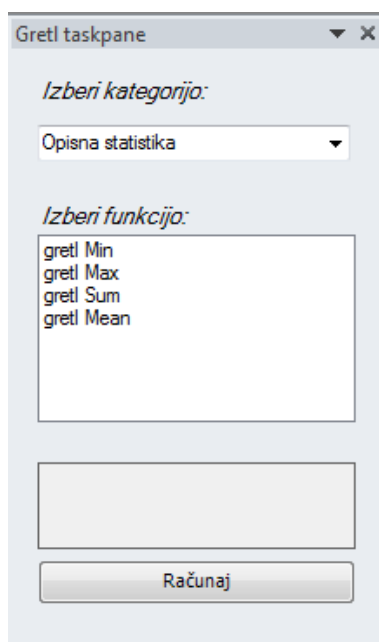 Gretl taskpane
Izberi kategorijo:
Opisna statistika
Izberi funkcijo:
gretl Min
gretl Max
gretl Sum
gretl Mean
Računaj